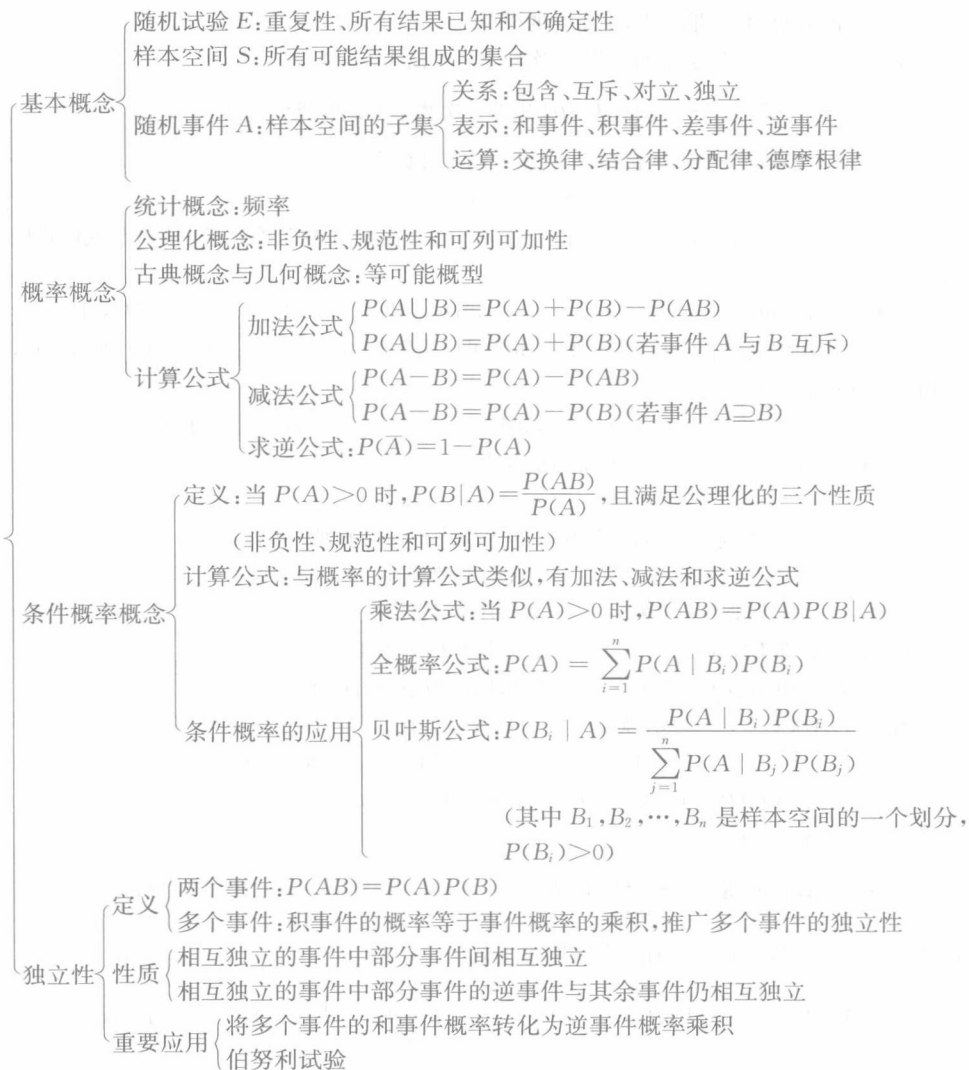 基本概念
随机试验 E:重复性、所有结果已知和不确定性
样本空间 S:所有可能结果组成的集合
随机事件 A:样本空间的子集
关系:包含、互斥、对立、独立
表示:和事件、积事件、差事件、逆事件
运算:交换律、结合律、分配律、德摩根律
概率概念
统计概念:频率
公理化概念:非负性、规范性和可列可加性
古典概念与几何概念:等可能概型
计算公式
加法公式
P(A∪B)=P(A)+P(B)-P(AB)
P(A∪B)=P(A)+P(B)(若事件 A 与 B 互斥)
减法公式
P(A-B)=P(A)-P(AB)
P(A-B)=P(A)-P(B)(若事件 A⊇B)
求逆公式:P(A̅)=1-P(A)
条件概率概念
定义:当 P(A)>0 时,P(B|A)=P(AB)/P(A),且满足公理化的三个性质
(非负性、规范性和可列可加性)
计算公式:与概率的计算公式类似,有加法、减法和求逆公式
条件概率的应用
乘法公式:当 P(A)>0 时,P(AB)=P(A)P(B|A)
全概率公式:P(A) = ∑_{i=1}^{n} P(A | B_i)P(B_i)
贝叶斯公式:P(B_i | A) = P(A | B_i)P(B_i) / ∑_{j=1}^{n} P(A | B_j)P(B_j)
(其中 B₁,B₂,…,Bₙ 是样本空间的一个划分,
P(B_i)>0)
独立性
定义
两个事件:P(AB)=P(A)P(B)
多个事件:积事件的概率等于事件概率的乘积,推广多个事件的独立性
性质
相互独立的事件中部分事件间相互独立
相互独立的事件中部分事件的逆事件与其余事件仍相互独立
重要应用
将多个事件的和事件概率转化为逆事件概率乘积
伯努利试验